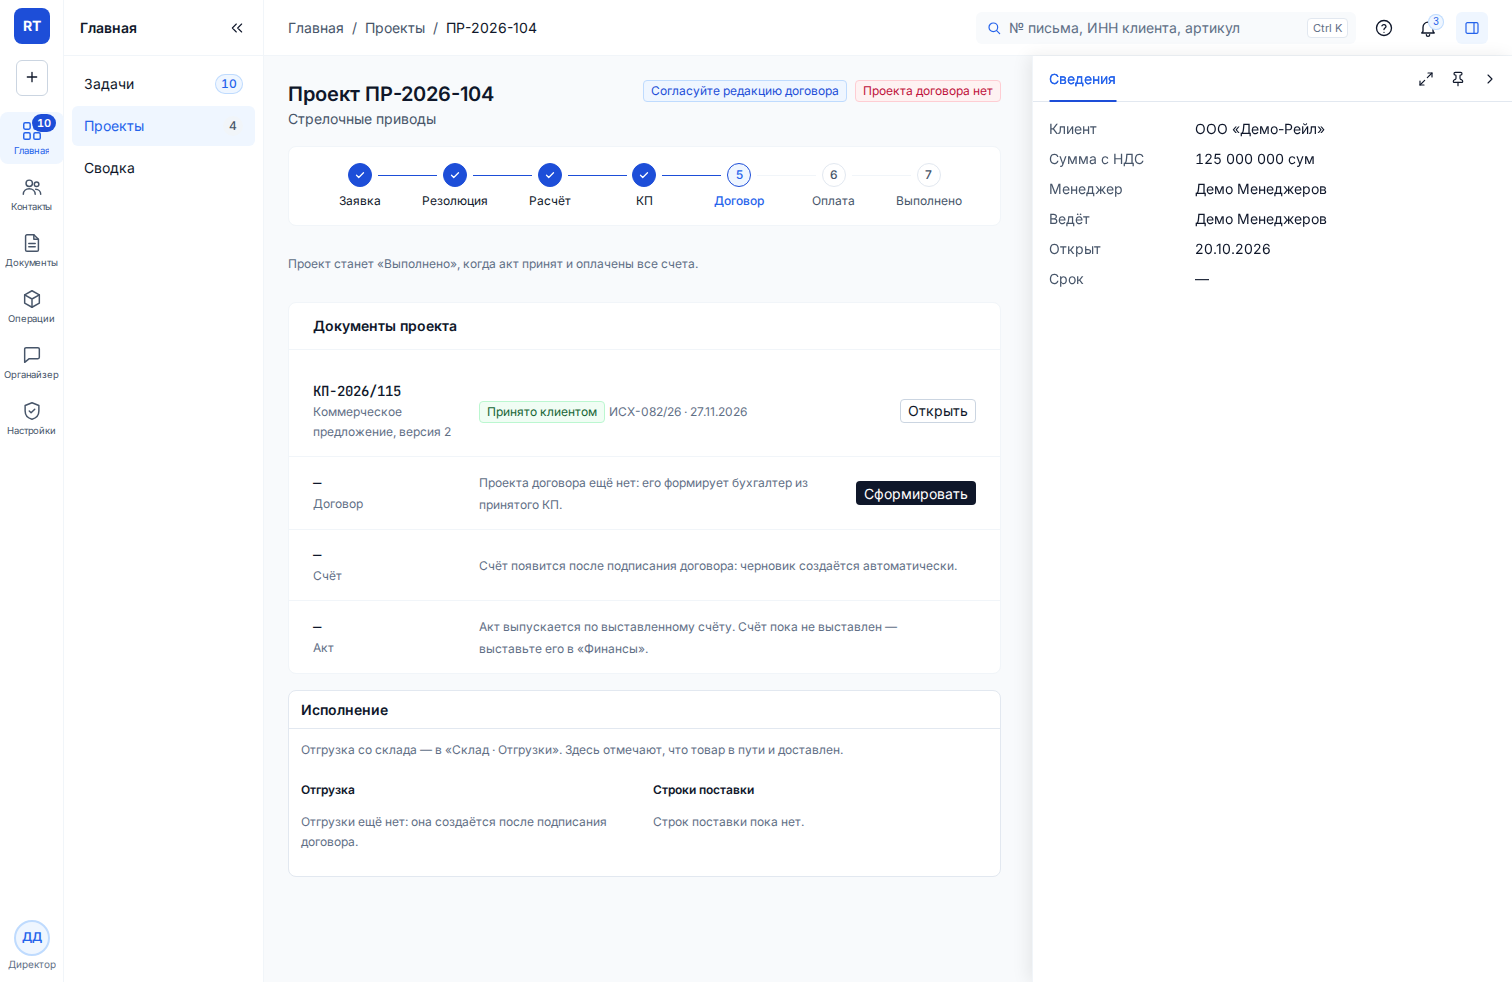 RT
Главная
Главная / Проекты / ПР-2026-104
№ письма, ИНН клиента, артикул
Ctrl K
3
+
10
Главная
Контакты
Документы
Операции
Органайзер
Настройки
ДД
Директор
Задачи
10
Проекты
4
Сводка
Проект ПР-2026-104
Стрелочные приводы
Согласуйте редакцию договора
Проекта договора нет
5
6
7
Заявка
Резолюция
Расчёт
КП
Договор
Оплата
Выполнено
Проект станет «Выполнено», когда акт принят и оплачены все счета.
Документы проекта
КП-2026/115
Коммерческое
предложение, версия 2
Принято клиентом
ИСХ-082/26 · 27.11.2026
Открыть
—
Договор
Проекта договора ещё нет: его формирует бухгалтер из
принятого КП.
Сформировать
—
Счёт
Счёт появится после подписания договора: черновик создаётся автоматически.
—
Акт
Акт выпускается по выставленному счёту. Счёт пока не выставлен —
выставьте его в «Финансы».
Исполнение
Отгрузка со склада — в «Склад · Отгрузки». Здесь отмечают, что товар в пути и доставлен.
Отгрузка
Отгрузки ещё нет: она создаётся после подписания
договора.
Строки поставки
Строк поставки пока нет.
Сведения
Клиент
ООО «Демо-Рейл»
Сумма с НДС
125 000 000 сум
Менеджер
Демо Менеджеров
Ведёт
Демо Менеджеров
Открыт
20.10.2026
Срок
—